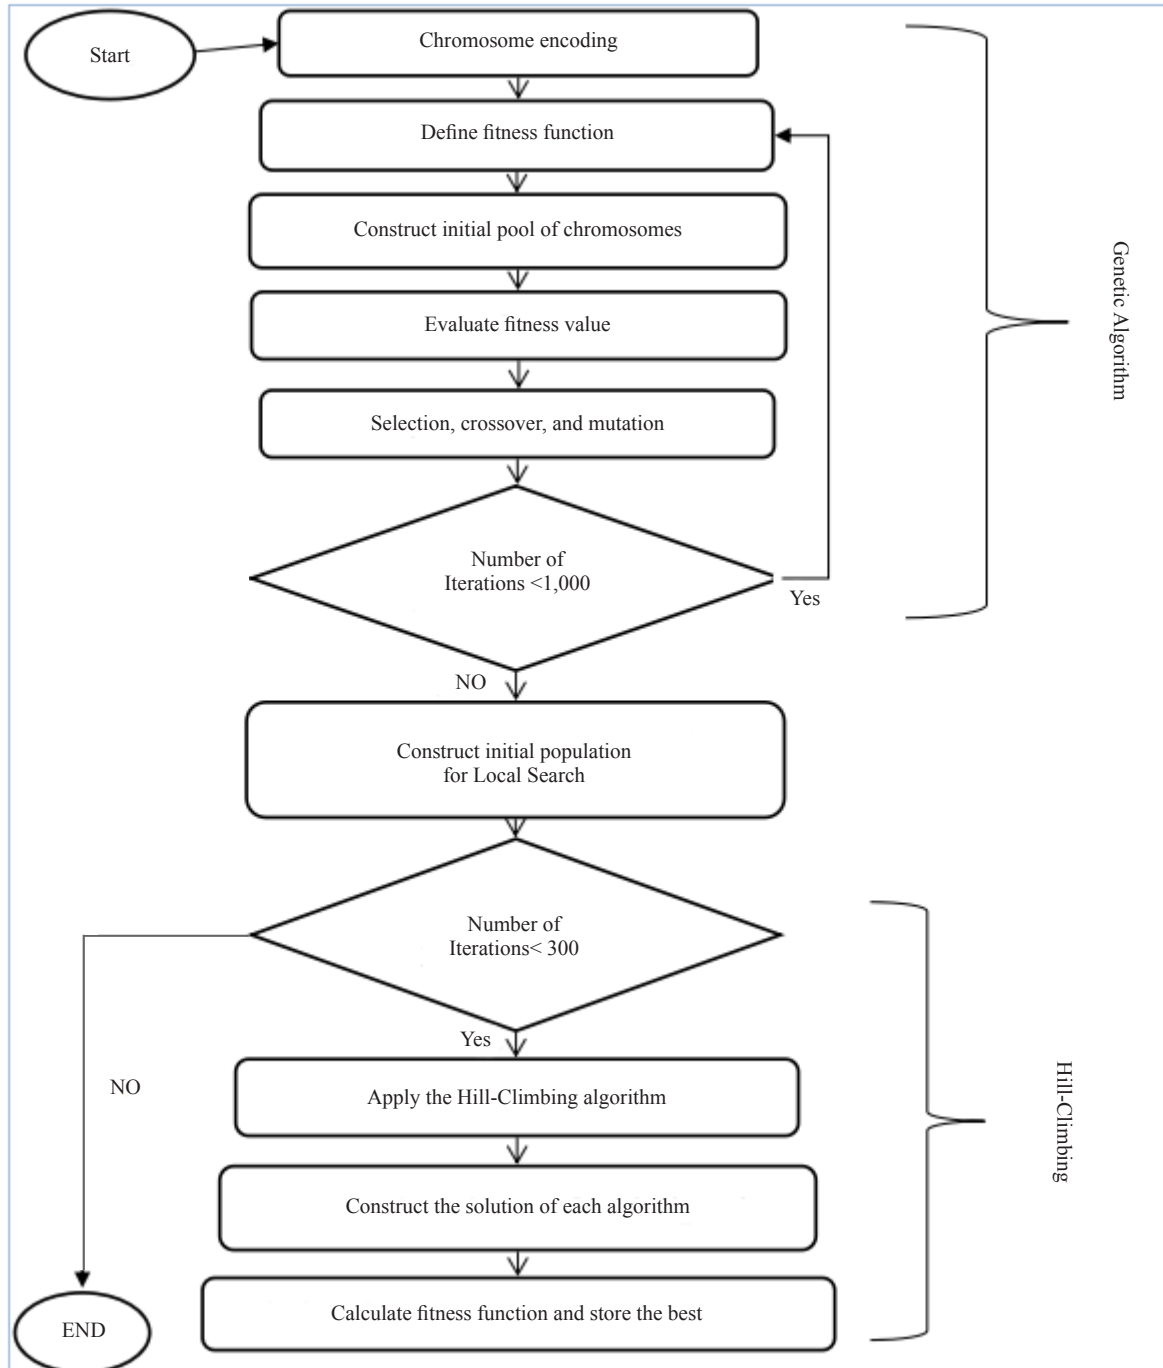 Start
Chromosome encoding
Define fitness function
Construct initial pool of chromosomes
Evaluate fitness value
Selection, crossover, and mutation
Number of
Iterations <1,000
Yes
Genetic Algorithm
NO
Construct initial population
for Local Search
Number of
Iterations< 300
Yes
NO
Apply the Hill-Climbing algorithm
Construct the solution of each algorithm
Calculate fitness function and store the best
END
Hill-Climbing